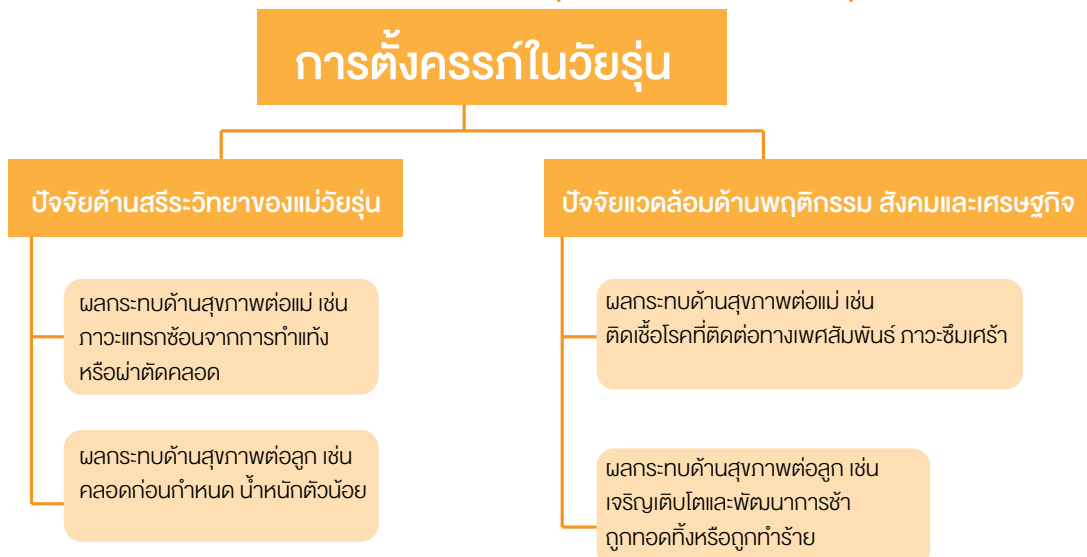 การตั้งครรภ์ในวัยรุ่น
ปัจจัยด้านสรีระวิทยาของแม่วัยรุ่น
ผลกระทบด้านสุขภาพต่อแม่ เช่น
ภาวะแทรกซ้อนจากการทำแท้ง
หรือผ่าตัดคลอด
ผลกระทบด้านสุขภาพต่อลูก เช่น
คลอดก่อนกำหนด น้ำหนักตัวน้อย
ปัจจัยแวดล้อมด้านพฤติกรรม สังคมและเศรษฐกิจ
ผลกระทบด้านสุขภาพต่อแม่ เช่น
ติดเชื้อโรคที่ติดต่อทางเพศสัมพันธ์ ภาวะซึมเศร้า
ผลกระทบด้านสุขภาพต่อลูก เช่น
เจริญเติบโตและพัฒนาการช้า
ถูกทอดทิ้งหรือถูกทำร้าย